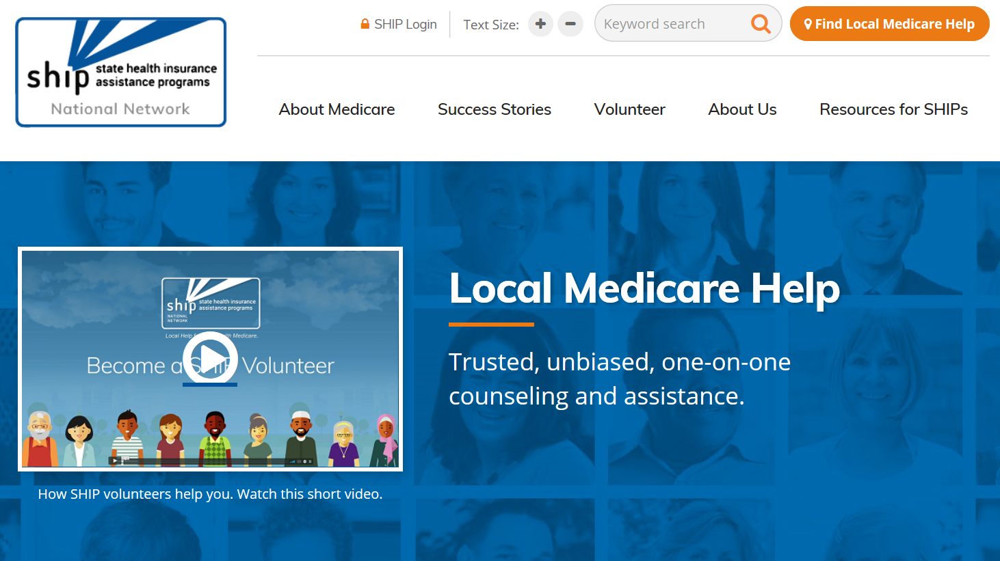 ship
state health insurance
assistance programs
National Network
SHIP Login
Text Size:
Keyword search
Find Local Medicare Help
About Medicare
Success Stories
Volunteer
About Us
Resources for SHIPs
ship
state health insurance
assistance programs
NATIONAL
NETWORK
Local Help f th Medicare.
Become a SHIP Volunteer
How SHIP volunteers help you. Watch this short video.
Local Medicare Help
Trusted, unbiased, one-on-one
counseling and assistance.